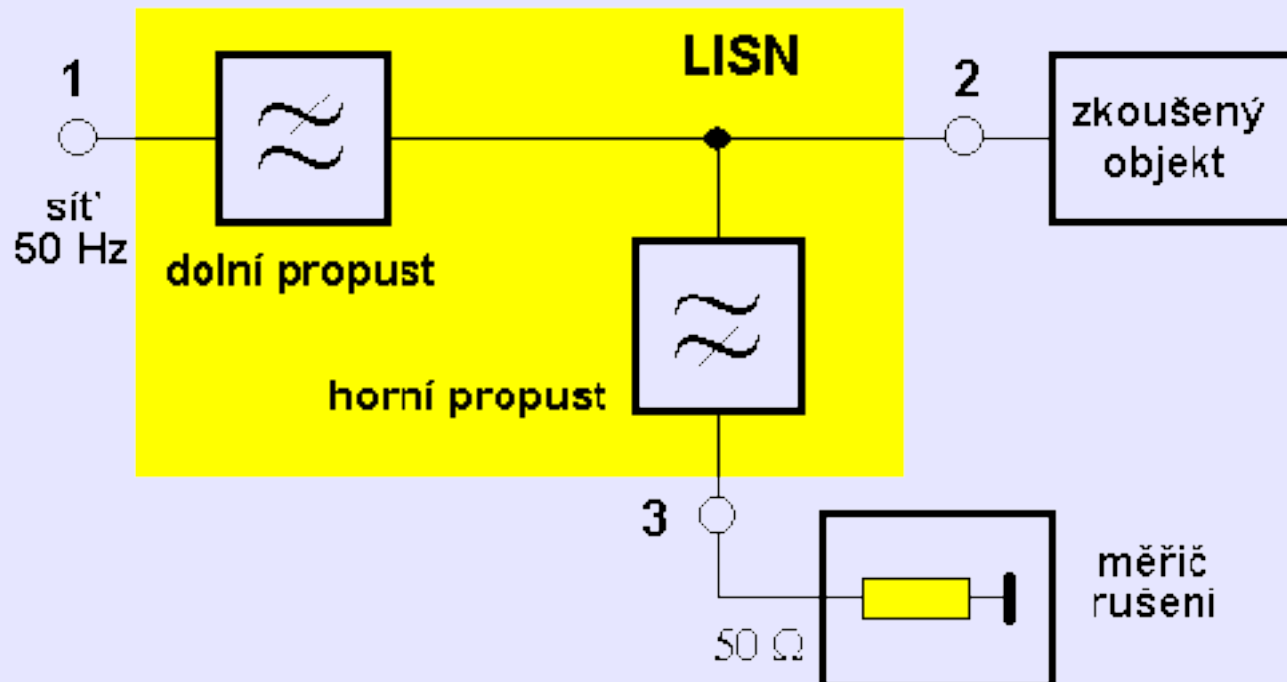 LISN
1
2
zkoušený
objekt
síť
50 Hz
dolní propust
horní propust
3
měřič
rušení
50 Ω